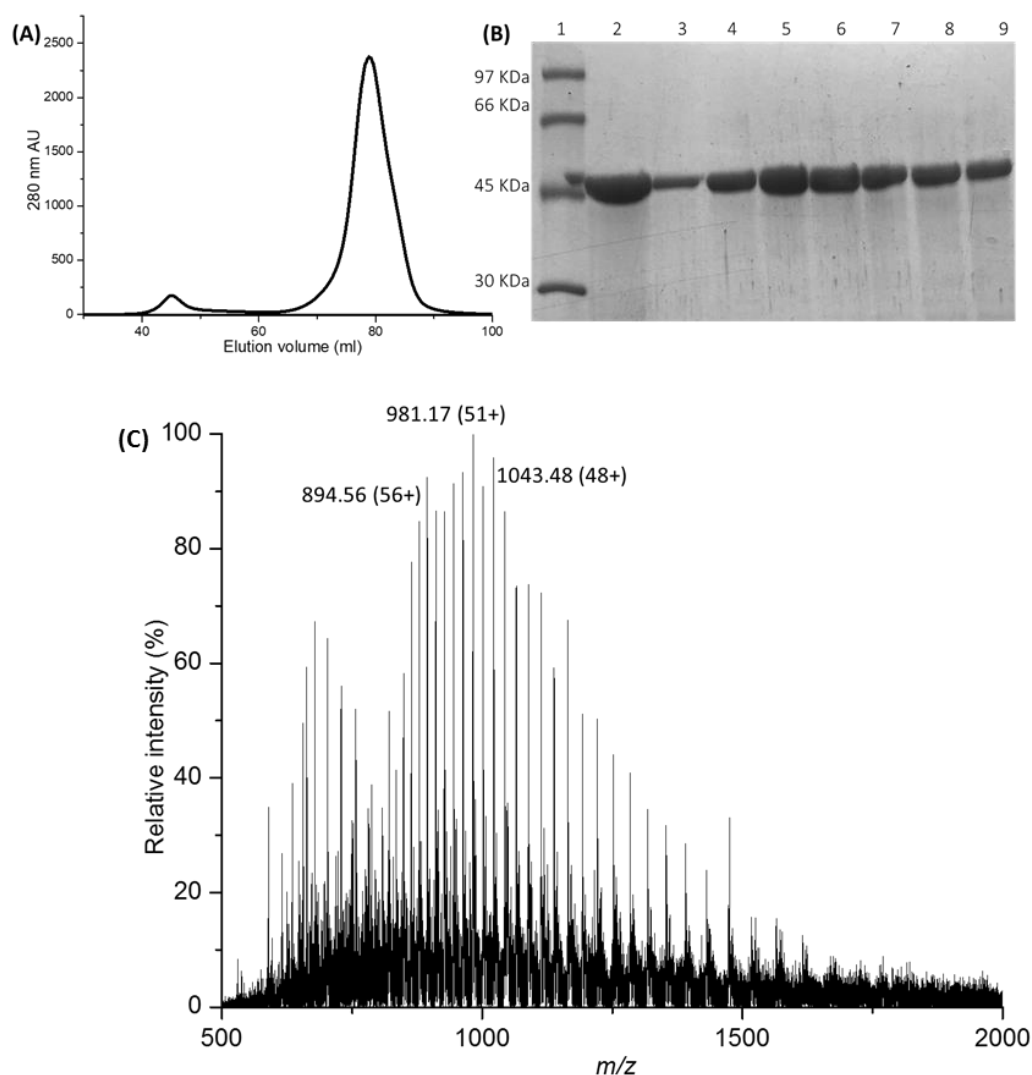 (A)
2500
2000
1500
1000
500
0
280 nm AU
40
60
80
100
Elution volume (ml)
(B)
1 2 3 4 5 6 7 8 9
97 KDa
66 KDa
45 KDa
30 KDa
(C)
981.17 (51+)
894.56 (56+)
1043.48 (48+)
100
80
60
40
20
0
Relative intensity (%)
500
1000
1500
2000
m/z